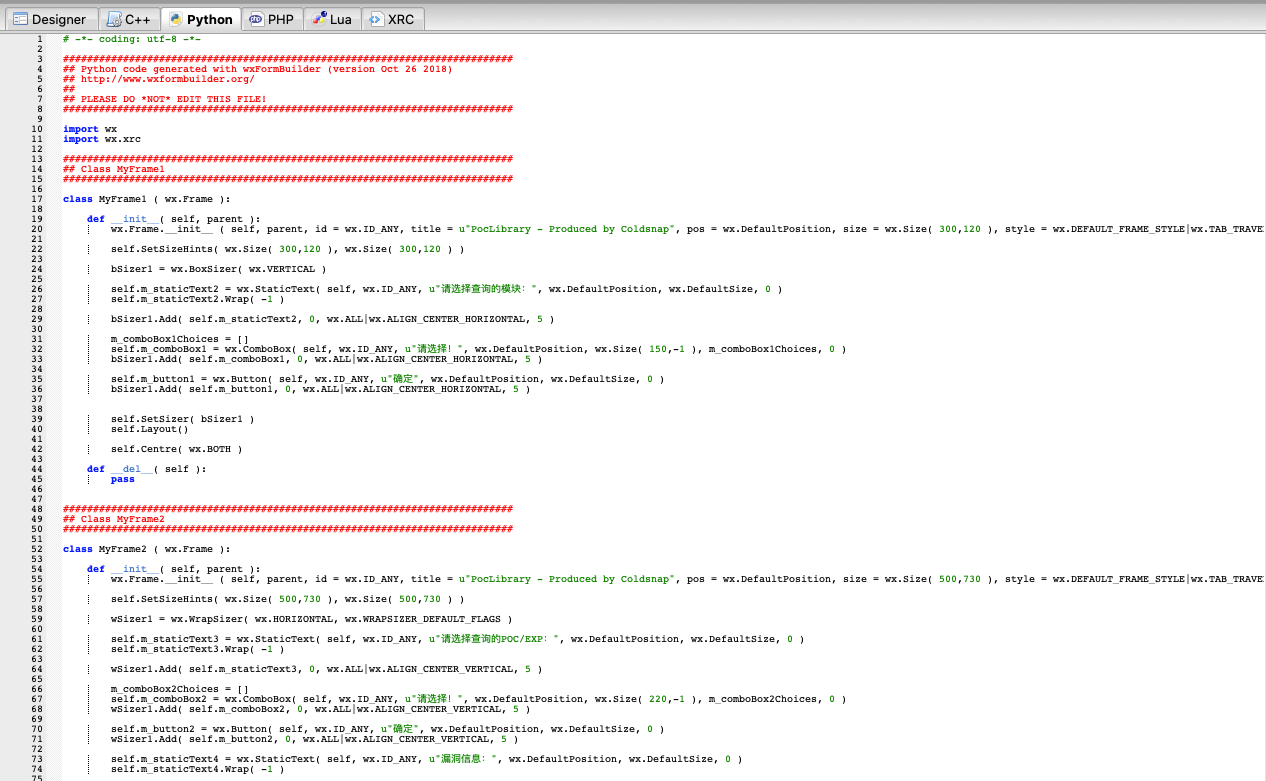 Designer C++ Python PHP Lua XRC
1 # -*- coding: utf-8 -*-
2
3 ###########################################################################
4 ## Python code generated with wxFormBuilder (version Oct 26 2018)
5 ## http://www.wxformbuilder.org/
6 ##
7 ## PLEASE DO *NOT* EDIT THIS FILE!
8 ###########################################################################
9
10 import wx
11 import wx.xrc
12
13 ###########################################################################
14 ## Class MyFrame1
15 ###########################################################################
16
17 class MyFrame1 ( wx.Frame ):
18
19 def __init__( self, parent ):
20 wx.Frame.__init__ ( self, parent, id = wx.ID_ANY, title = u"PocLibrary - Produced by Coldsnap", pos = wx.DefaultPosition, size = wx.Size( 300,120 ), style = wx.DEFAULT_FRAME_STYLE|wx.TAB_TRAVE
21
22 self.SetSizeHints( wx.Size( 300,120 ), wx.Size( 300,120 ) )
23
24 bSizer1 = wx.BoxSizer( wx.VERTICAL )
25
26 self.m_staticText2 = wx.StaticText( self, wx.ID_ANY, u"请选择查询的模块：", wx.DefaultPosition, wx.DefaultSize, 0 )
27 self.m_staticText2.Wrap( -1 )
28
29 bSizer1.Add( self.m_staticText2, 0, wx.ALL|wx.ALIGN_CENTER_HORIZONTAL, 5 )
30
31 m_comboBox1Choices = []
32 self.m_comboBox1 = wx.ComboBox( self, wx.ID_ANY, u"请选择！", wx.DefaultPosition, wx.Size( 150,-1 ), m_comboBox1Choices, 0 )
33 bSizer1.Add( self.m_comboBox1, 0, wx.ALL|wx.ALIGN_CENTER_HORIZONTAL, 5 )
34
35 self.m_button1 = wx.Button( self, wx.ID_ANY, u"确定", wx.DefaultPosition, wx.DefaultSize, 0 )
36 bSizer1.Add( self.m_button1, 0, wx.ALL|wx.ALIGN_CENTER_HORIZONTAL, 5 )
37
38
39 self.SetSizer( bSizer1 )
40 self.Layout()
41
42 self.Centre( wx.BOTH )
43
44 def __del__( self ):
45 pass
46
47
48 ###########################################################################
49 ## Class MyFrame2
50 ###########################################################################
51
52 class MyFrame2 ( wx.Frame ):
53
54 def __init__( self, parent ):
55 wx.Frame.__init__ ( self, parent, id = wx.ID_ANY, title = u"PocLibrary - Produced by Coldsnap", pos = wx.DefaultPosition, size = wx.Size( 500,730 ), style = wx.DEFAULT_FRAME_STYLE|wx.TAB_TRAVE
56
57 self.SetSizeHints( wx.Size( 500,730 ), wx.Size( 500,730 ) )
58
59 wSizer1 = wx.WrapSizer( wx.HORIZONTAL, wx.WRAPSIZER_DEFAULT_FLAGS )
60
61 self.m_staticText3 = wx.StaticText( self, wx.ID_ANY, u"请选择查询的POC/EXP：", wx.DefaultPosition, wx.DefaultSize, 0 )
62 self.m_staticText3.Wrap( -1 )
63
64 wSizer1.Add( self.m_staticText3, 0, wx.ALL|wx.ALIGN_CENTER_VERTICAL, 5 )
65
66 m_comboBox2Choices = []
67 self.m_comboBox2 = wx.ComboBox( self, wx.ID_ANY, u"请选择！", wx.DefaultPosition, wx.Size( 220,-1 ), m_comboBox2Choices, 0 )
68 wSizer1.Add( self.m_comboBox2, 0, wx.ALL|wx.ALIGN_CENTER_VERTICAL, 5 )
69
70 self.m_button2 = wx.Button( self, wx.ID_ANY, u"确定", wx.DefaultPosition, wx.DefaultSize, 0 )
71 wSizer1.Add( self.m_button2, 0, wx.ALL|wx.ALIGN_CENTER_VERTICAL, 5 )
72
73 self.m_staticText4 = wx.StaticText( self, wx.ID_ANY, u"漏洞信息：", wx.DefaultPosition, wx.DefaultSize, 0 )
74 self.m_staticText4.Wrap( -1 )
75